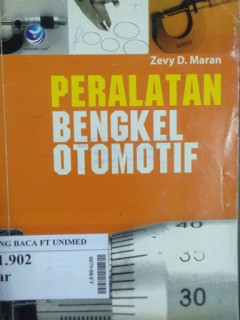 Zevy D. Maran
PERALATAN
BENGKEL
OTOMOTIF
NG BACA FT UNIMED
1.902
ar
40
35
30